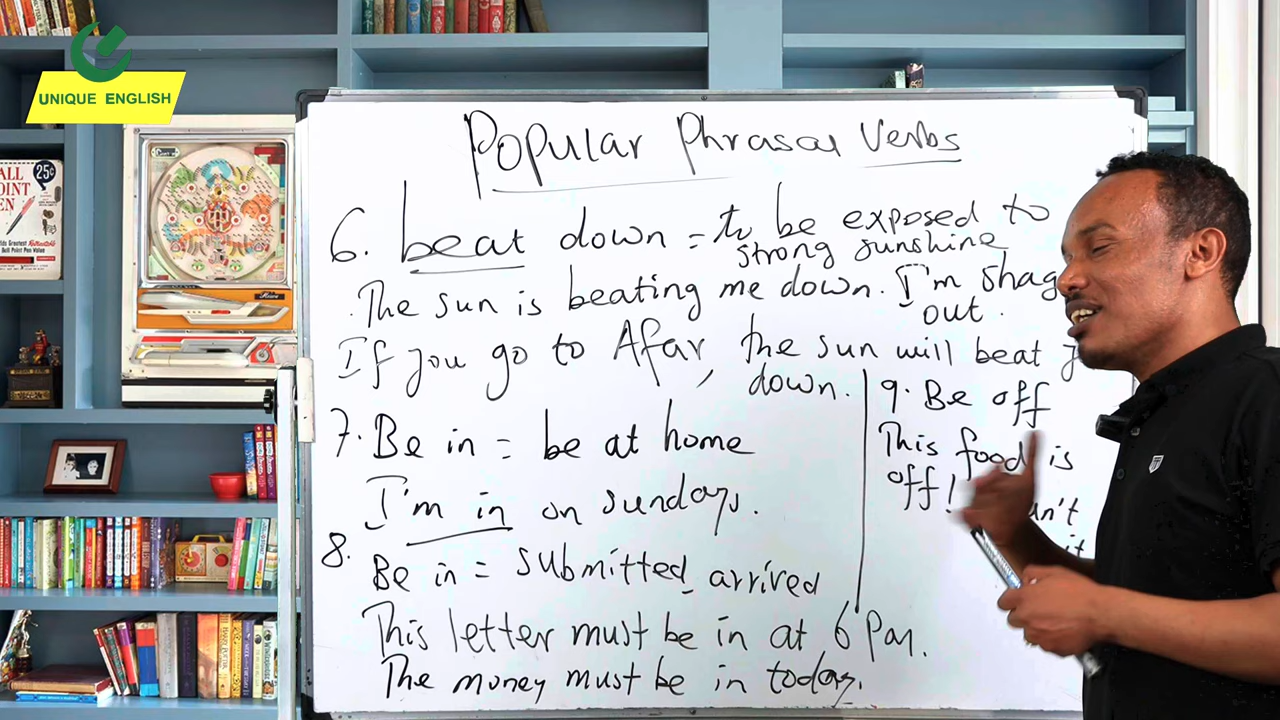 UNIQUE ENGLISH
25¢
Popular Phrasal Verbs
6. beat down = to be exposed to
strong sunshine
.The sun is beating me down. I'm shag
out.
If you go to Afar, the sun will beat
down.
7. Be in = be at home
I'm in on sundays.
8.
Be in = submitted, arrived
This letter must be in at 6 Pm.
The money must be in today.
9. Be off
This food is
off!